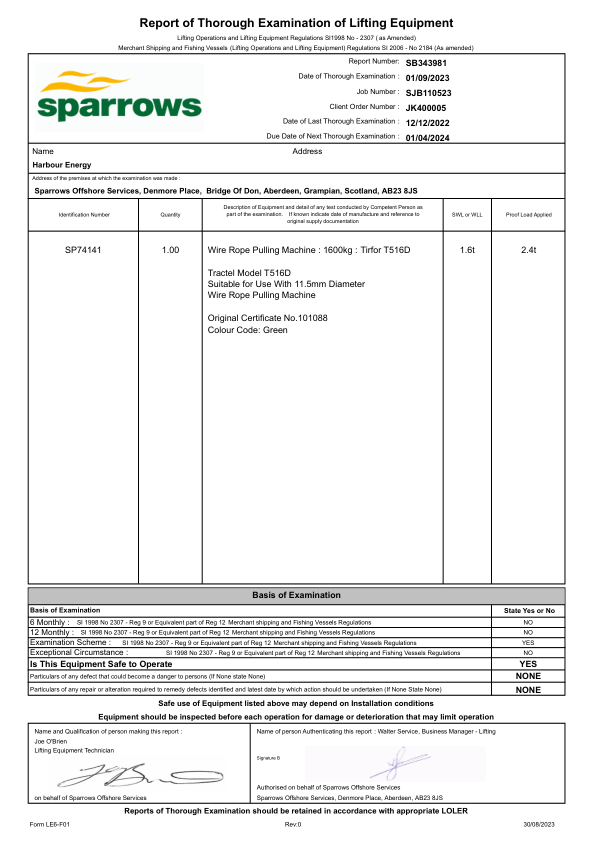 Report of Thorough Examination of Lifting Equipment
Lifting Operations and Lifting Equipment Regulations SI1998 No - 2307 ( as Amended)
Merchant Shipping and Fishing Vessels (Lifting Operations and Lifting Equipment) Regulations SI 2006 - No 2184 (As amended)
sparrows
Report Number: SB343981
Date of Thorough Examination : 01/09/2023
Job Number : SJB110523
Client Order Number : JK400005
Date of Last Thorough Examination : 12/12/2022
Due Date of Next Thorough Examination : 01/04/2024
Name Address
Harbour Energy
Address of the premises at which the examination was made :
Sparrows Offshore Services, Denmore Place, Bridge Of Don, Aberdeen, Grampian, Scotland, AB23 8JS
Identification Number
Quantity
Description of Equipment and detail of any test conducted by Competent Person as
part of the examination. If known indicate date of manufacture and reference to
original supply documentation
SWL or WLL
Proof Load Applied
SP74141 1.00 Wire Rope Pulling Machine : 1600kg : Tirfor T516D 1.6t 2.4t
Tractel Model T516D
Suitable for Use With 11.5mm Diameter
Wire Rope Pulling Machine
Original Certificate No.101088
Colour Code: Green
Basis of Examination
Basis of Examination State Yes or No
6 Monthly : SI 1998 No 2307 - Reg 9 or Equivalent part of Reg 12 Merchant shipping and Fishing Vessels Regulations NO
12 Monthly : SI 1998 No 2307 - Reg 9 or Equivalent part of Reg 12 Merchant shipping and Fishing Vessels Regulations NO
Examination Scheme : SI 1998 No 2307 - Reg 9 or Equivalent part of Reg 12 Merchant shipping and Fishing Vessels Regulations YES
Exceptional Circumstance : SI 1998 No 2307 - Reg 9 or Equivalent part of Reg 12 Merchant shipping and Fishing Vessels Regulations NO
Is This Equipment Safe to Operate YES
Particulars of any defect that could become a danger to persons (If None state None) NONE
Particulars of any repair or alteration required to remedy defects identified and latest date by which action should be undertaken (If None State None) NONE
Safe use of Equipment listed above may depend on Installation conditions
Equipment should be inspected before each operation for damage or deterioration that may limit operation
Name and Qualification of person making this report :
Joe O'Brien
Lifting Equipment Technician
on behalf of Sparrows Offshore Services
Name of person Authenticating this report : Walter Service, Business Manager - Lifting
Signature B
Authorised on behalf of Sparrows Offshore Services
Sparrows Offshore Services, Denmore Place, Aberdeen, AB23 8JS
Reports of Thorough Examination should be retained in accordance with appropriate LOLER
Form LE6-F01 Rev:0 30/08/2023